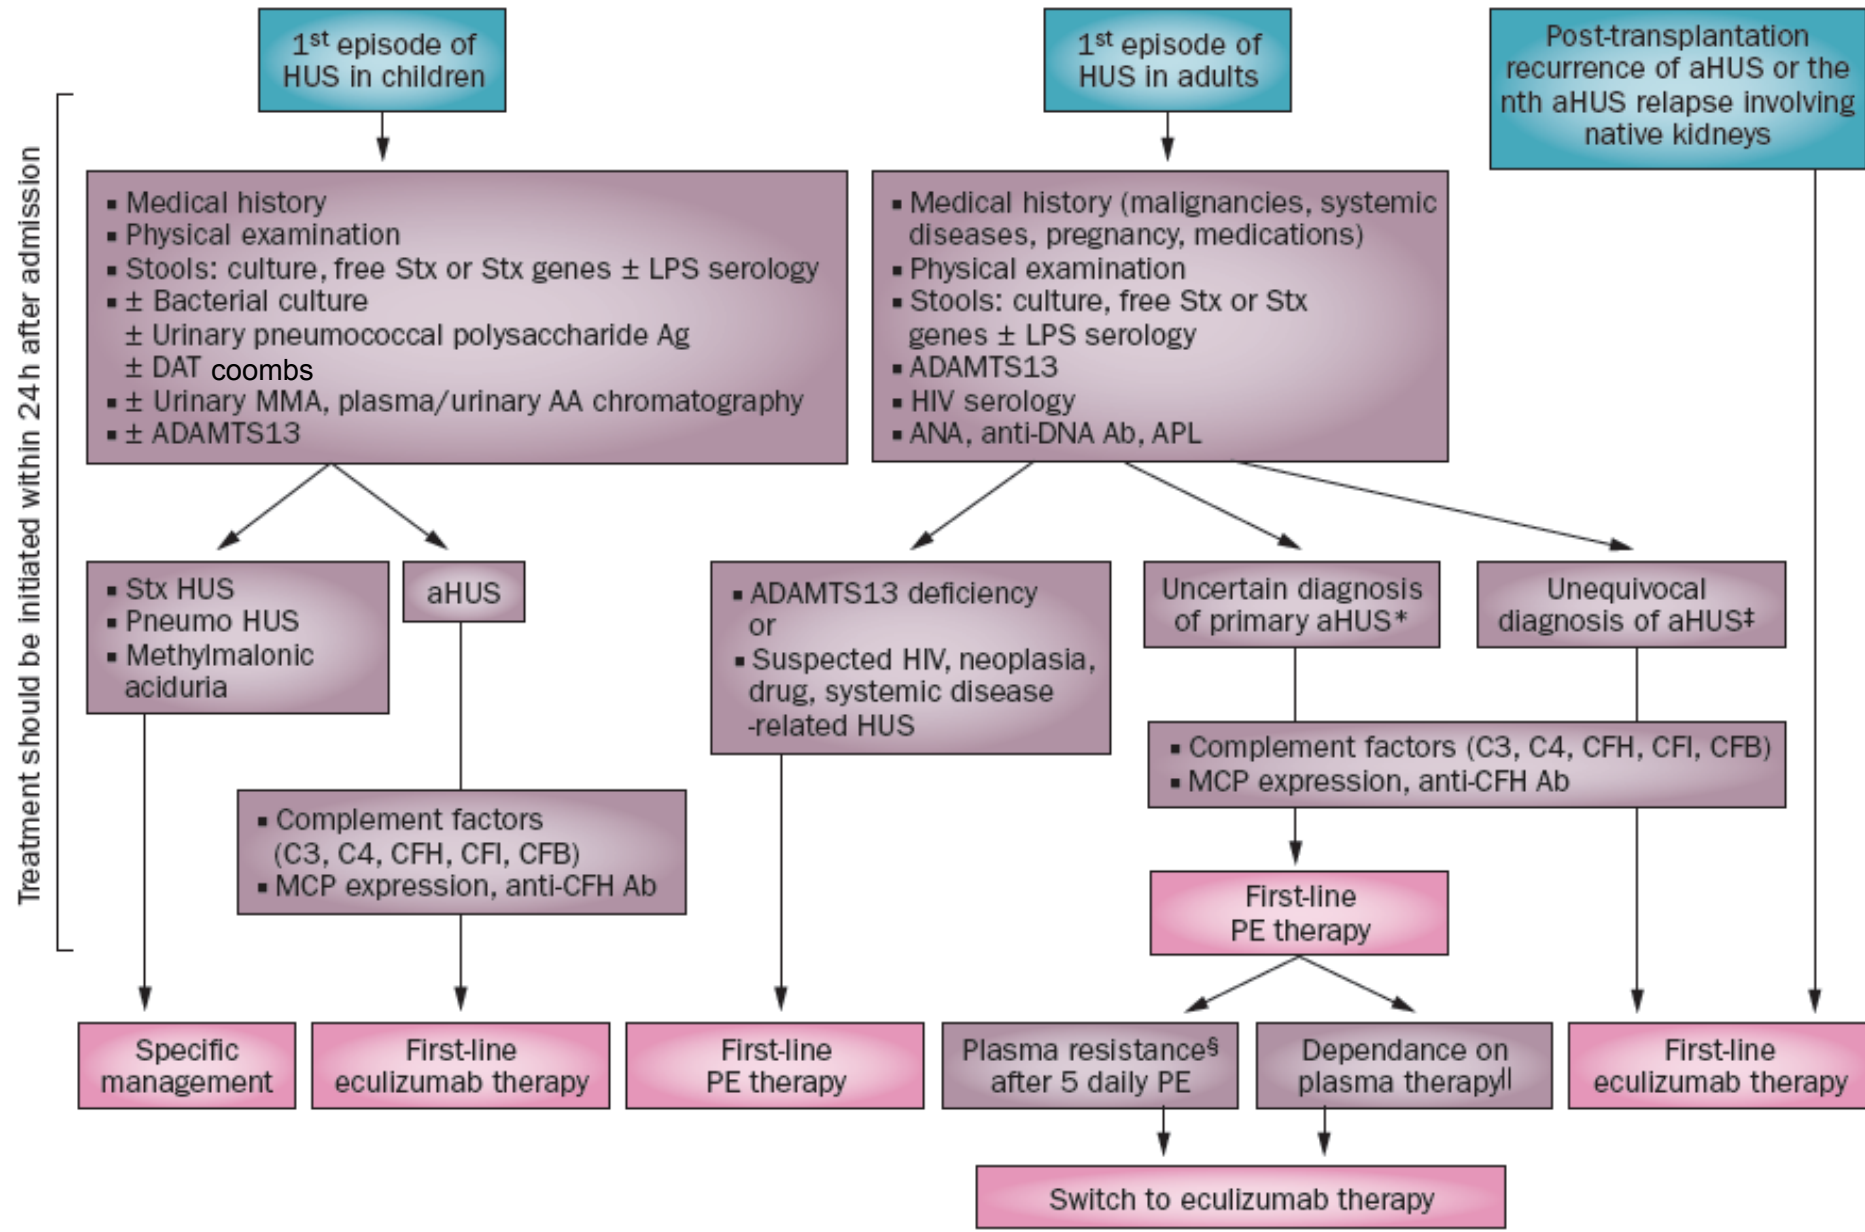 1st episode of
HUS in children
1st episode of
HUS in adults
Post-transplantation
recurrence of aHUS or the
nth aHUS relapse involving
native kidneys
Treatment should be initiated within 24h after admission
▪ Medical history
▪ Physical examination
▪ Stools: culture, free Stx or Stx genes ± LPS serology
▪ ± Bacterial culture
± Urinary pneumococcal polysaccharide Ag
± DAT coombs
▪ ± Urinary MMA, plasma/urinary AA chromatography
▪ ± ADAMTS13
▪ Medical history (malignancies, systemic
diseases, pregnancy, medications)
▪ Physical examination
▪ Stools: culture, free Stx or Stx
genes ± LPS serology
▪ ADAMTS13
▪ HIV serology
▪ ANA, anti-DNA Ab, APL
▪ Stx HUS
▪ Pneumo HUS
▪ Methylmalonic
aciduria
aHUS
▪ ADAMTS13 deficiency
or
▪ Suspected HIV, neoplasia,
drug, systemic disease
-related HUS
Uncertain diagnosis
of primary aHUS*
Unequivocal
diagnosis of aHUS‡
▪ Complement factors
(C3, C4, CFH, CFI, CFB)
▪ MCP expression, anti-CFH Ab
▪ Complement factors (C3, C4, CFH, CFI, CFB)
▪ MCP expression, anti-CFH Ab
First-line
PE therapy
Specific
management
First-line
eculizumab therapy
First-line
PE therapy
Plasma resistance§
after 5 daily PE
Dependance on
plasma therapy||
First-line
eculizumab therapy
Switch to eculizumab therapy